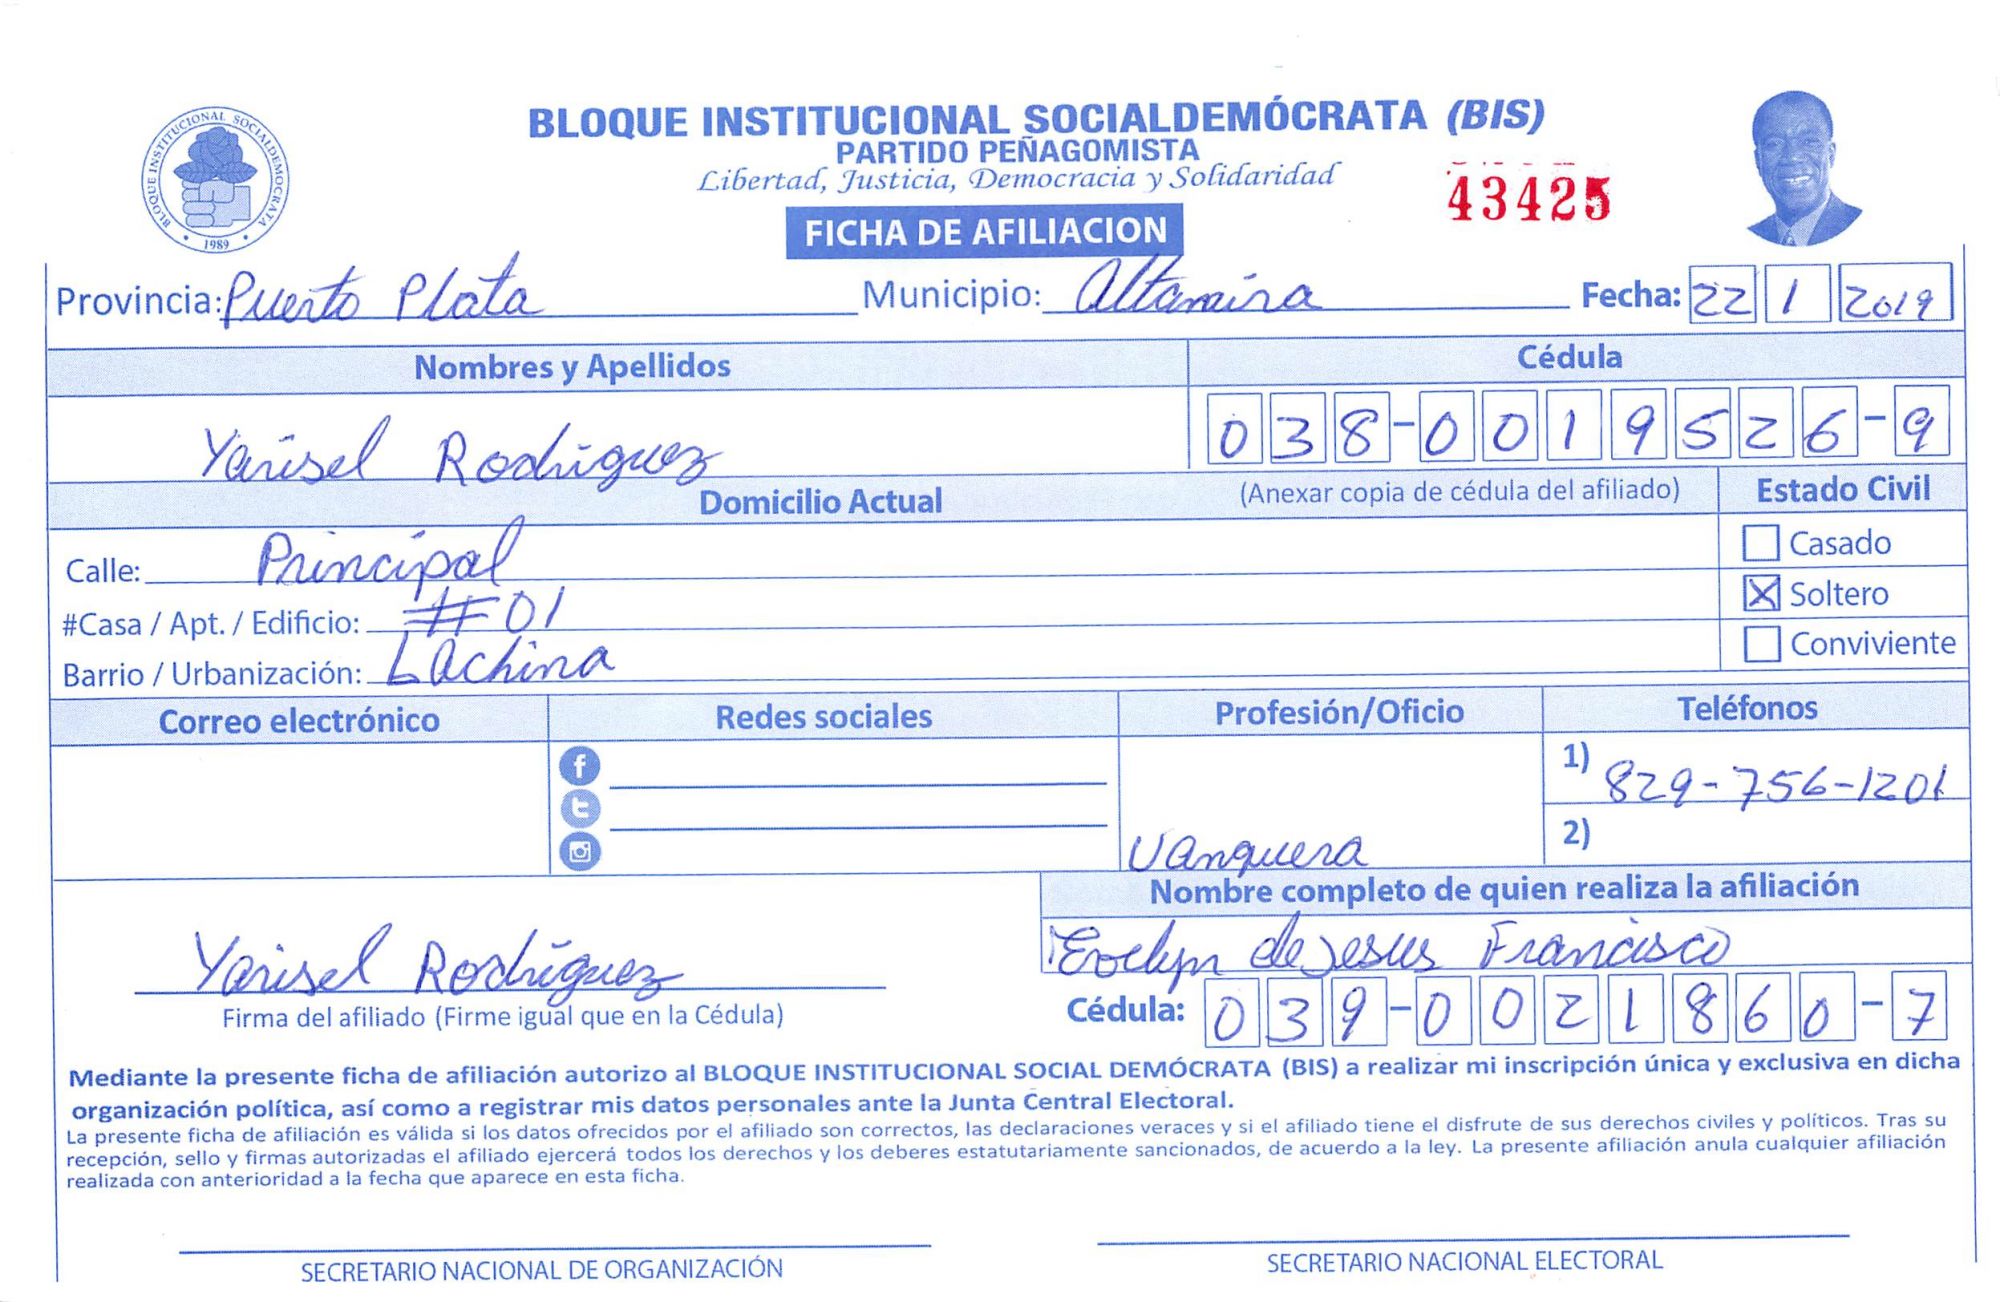 BLOQUE INSTITUCIONAL SOCIALDEMOCRATA
1989
BLOQUE INSTITUCIONAL SOCIALDEMÓCRATA (BIS)
PARTIDO PEÑAGOMISTA
Libertad, Justicia, Democracia y Solidaridad
43425
FICHA DE AFILIACION
Provincia: Puerto Plata Municipio: Altamira Fecha: 22 1 2019
Nombres y Apellidos Cédula
Yarisel Rodriguez 038-0019526-9
Domicilio Actual (Anexar copia de cédula del afiliado) Estado Civil
Calle: Principal Casado
#Casa / Apt. / Edificio: #01 Soltero
Barrio / Urbanización: Lachina Conviviente
Correo electrónico Redes sociales Profesión/Oficio Teléfonos
1) 829-756-1201
Vanquera 2)
Nombre completo de quien realiza la afiliación
Yarisel Rodriguez Evelyn de Jesus Francisco
Firma del afiliado (Firme igual que en la Cédula) Cédula: 039-0021860-7
Mediante la presente ficha de afiliación autorizo al BLOQUE INSTITUCIONAL SOCIAL DEMÓCRATA (BIS) a realizar mi inscripción única y exclusiva en dicha
organización política, así como a registrar mis datos personales ante la Junta Central Electoral.
La presente ficha de afiliación es válida si los datos ofrecidos por el afiliado son correctos, las declaraciones veraces y si el afiliado tiene el disfrute de sus derechos civiles y políticos. Tras su
recepción, sello y firmas autorizadas el afiliado ejercerá todos los derechos y los deberes estatutariamente sancionados, de acuerdo a la ley. La presente afiliación anula cualquier afiliación
realizada con anterioridad a la fecha que aparece en esta ficha.
SECRETARIO NACIONAL DE ORGANIZACIÓN SECRETARIO NACIONAL ELECTORAL